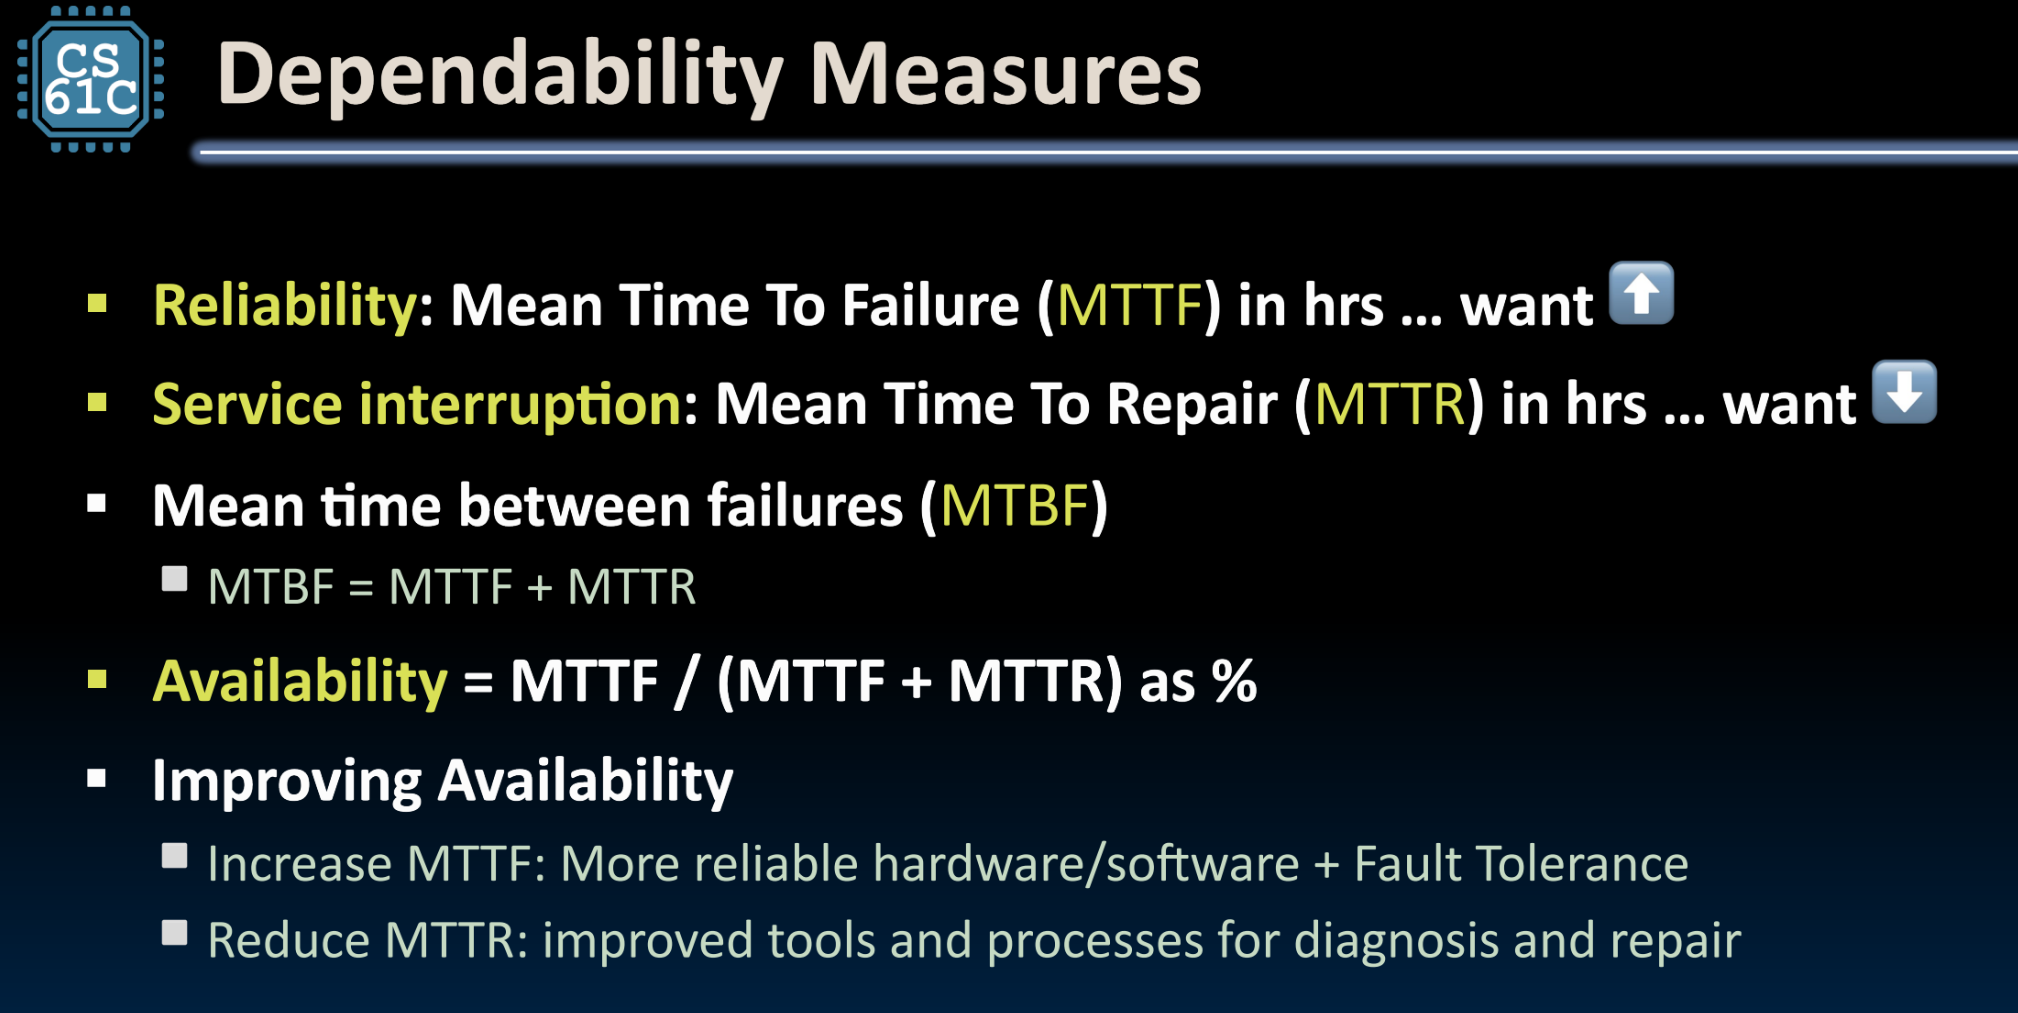 CS
61C
Dependability Measures
Reliability: Mean Time To Failure (MTTF) in hrs ... want ⬆
Service interruption: Mean Time To Repair (MTTR) in hrs ... want ⬇
Mean time between failures (MTBF)
MTBF = MTTF + MTTR
Availability = MTTF / (MTTF + MTTR) as %
Improving Availability
Increase MTTF: More reliable hardware/software + Fault Tolerance
Reduce MTTR: improved tools and processes for diagnosis and repair